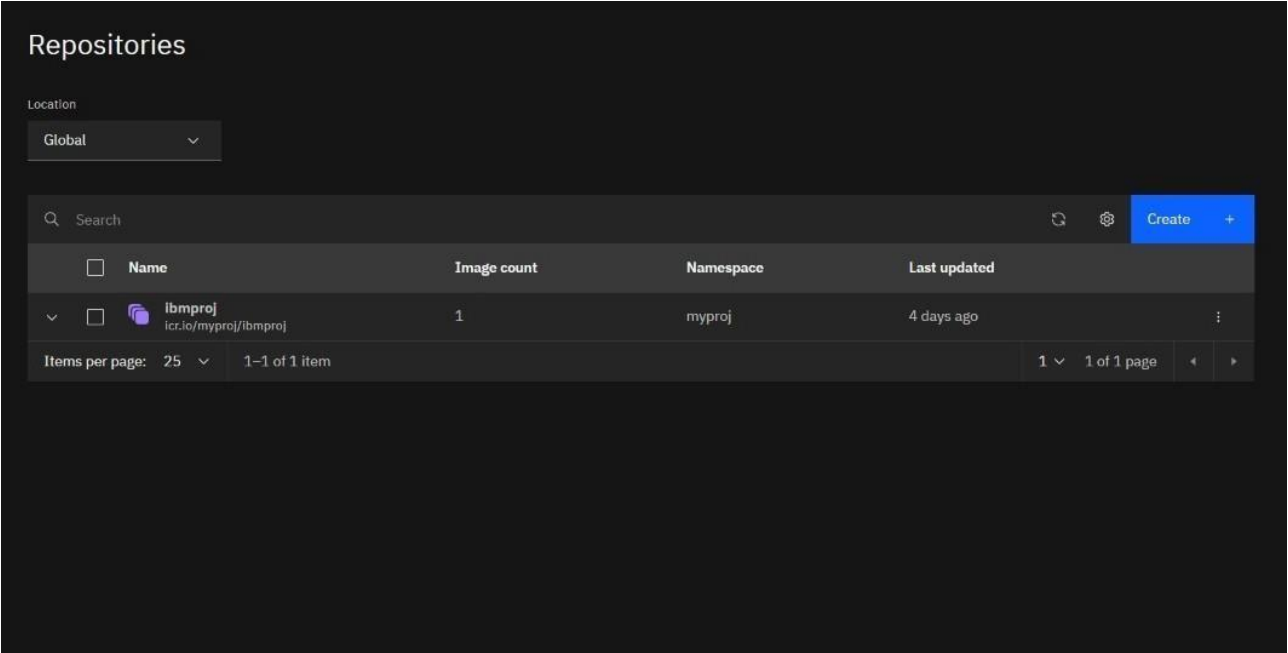 Repositories
Location
Global
Search
Create +
Name Image count Namespace Last updated
ibmproj
icr.io/myproj/ibmproj
1 myproj 4 days ago
Items per page: 25 1–1 of 1 item 1 1 of 1 page